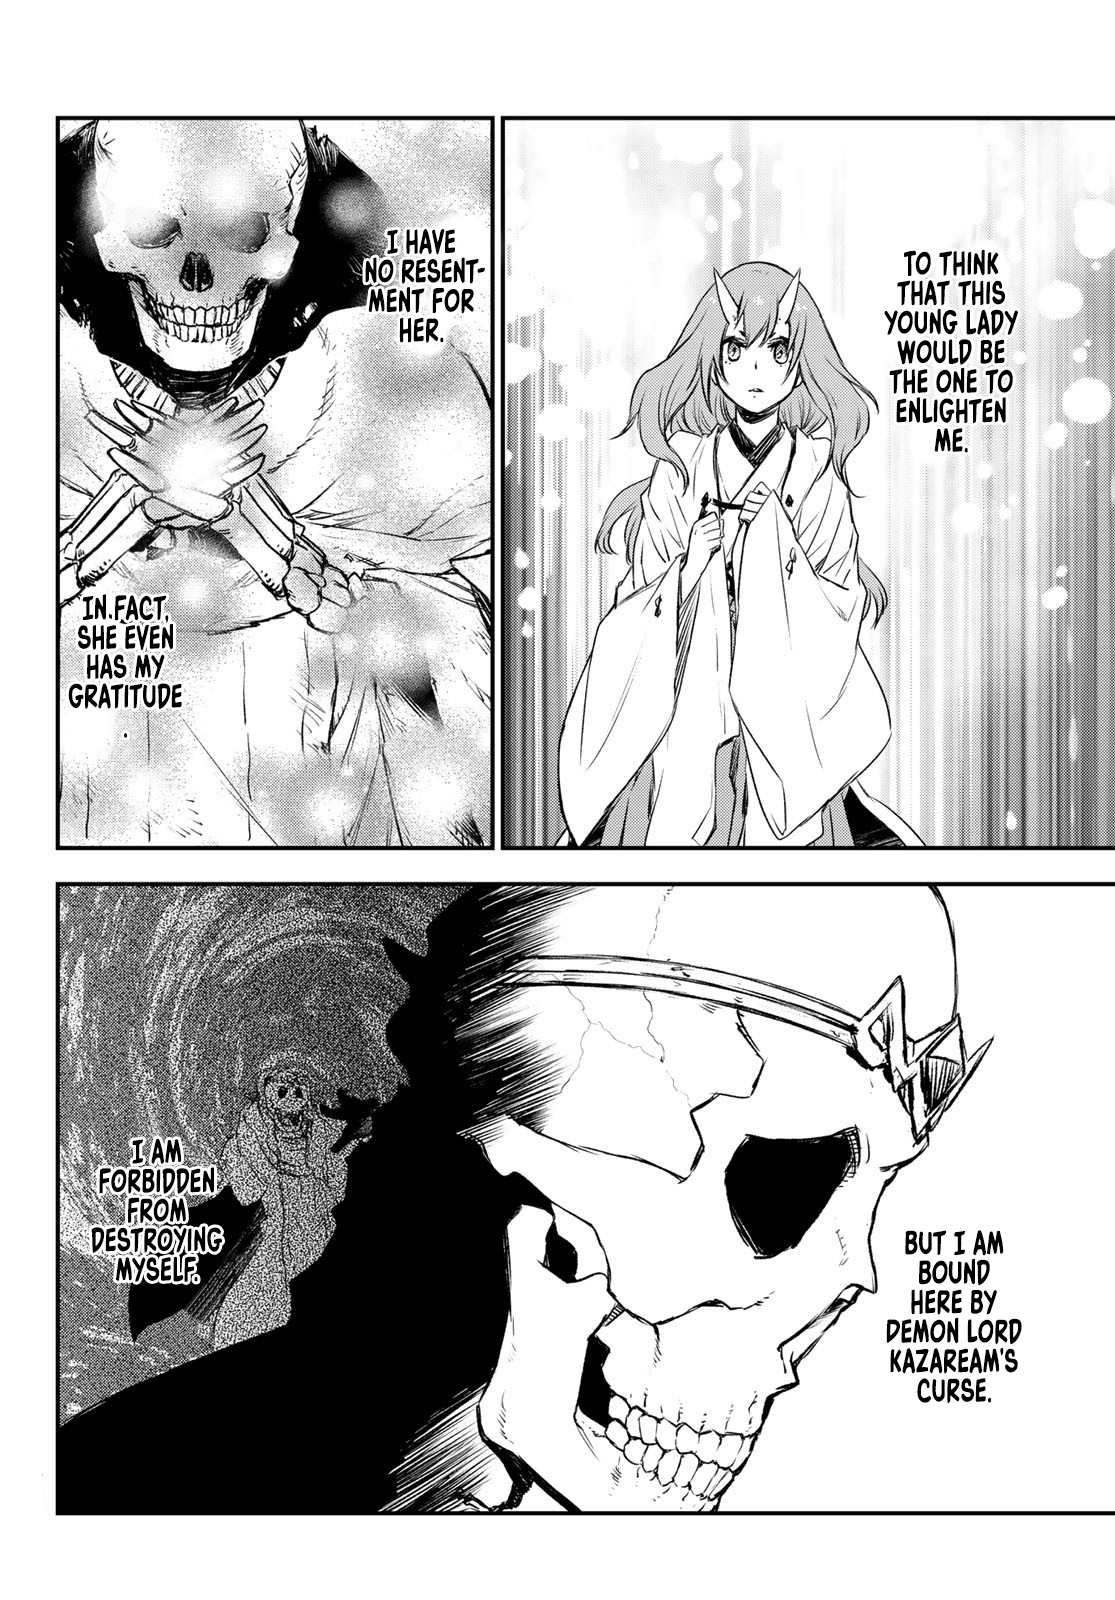 TO THINK
THAT THIS
YOUNG LADY
WOULD BE
THE ONE TO
ENLIGHTEN
ME.
I HAVE
NO RESENT-
MENT FOR
HER.
IN FACT,
SHE EVEN
HAS MY
GRATITUDE
.
BUT I AM
BOUND
HERE BY
DEMON LORD
KAZAREAM'S
CURSE.
I AM
FORBIDDEN
FROM
DESTROYING
MYSELF.